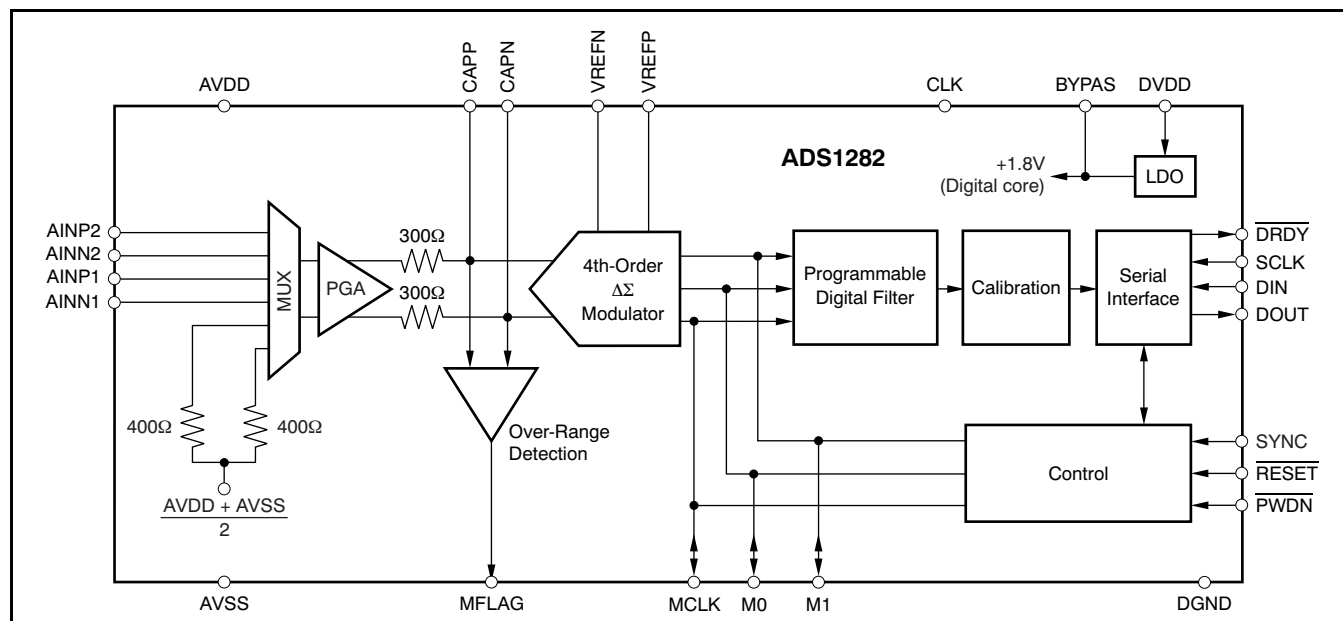 CAPP
CAPN
VREFN
VREFP
AVDD
CLK
BYPAS
DVDD
ADS1282
+1.8V
(Digital core)
LDO
AINP2
AINN2
AINP1
AINN1
MUX
PGA
300Ω
300Ω
4th-Order
ΔΣ
Modulator
Programmable
Digital Filter
Calibration
Serial
Interface
DRDY
SCLK
DIN
DOUT
400Ω
400Ω
AVDD + AVSS
2
Over-Range
Detection
Control
SYNC
RESET
PWDN
AVSS
MFLAG
MCLK
M0
M1
DGND